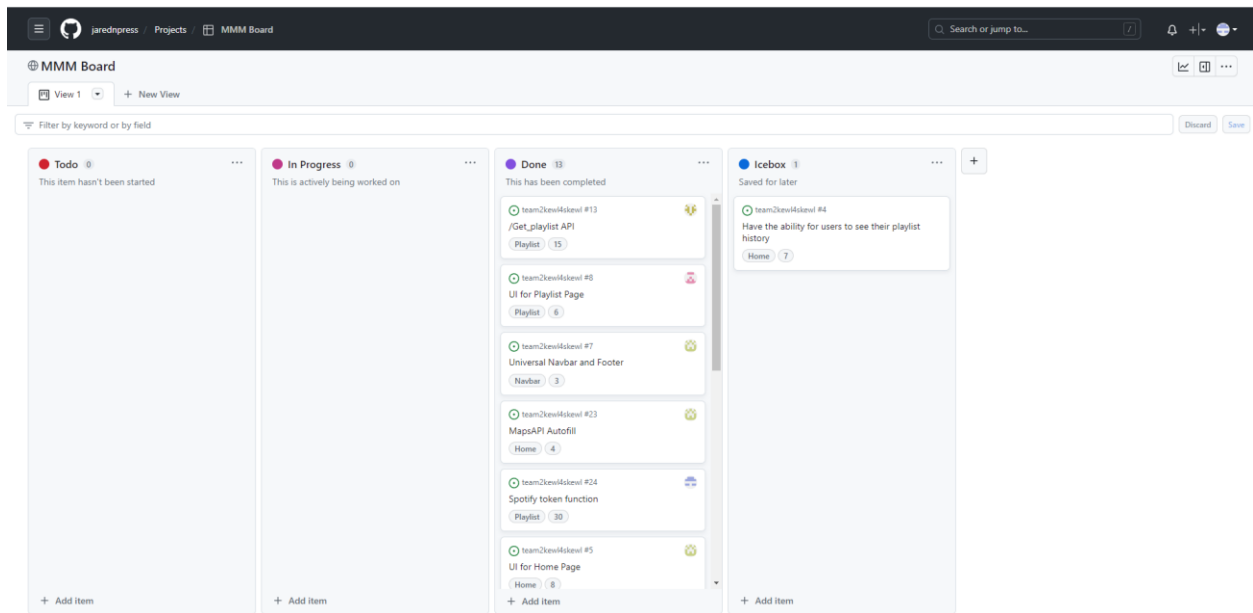 jarednpress / Projects / MMM Board
Search or jump to... /
MMM Board
View 1
+ New View
Filter by keyword or by field
Discard Save
Todo 0
This item hasn't been started
+ Add item
In Progress 0
This is actively being worked on
+ Add item
Done 13
This has been completed
team2kewl4skewl #13
/Get_playlist API
Playlist 15
team2kewl4skewl #8
UI for Playlist Page
Playlist 6
team2kewl4skewl #7
Universal Navbar and Footer
Navbar 3
team2kewl4skewl #23
MapsAPI Autofill
Home 4
team2kewl4skewl #24
Spotify token function
Playlist 30
team2kewl4skewl #5
UI for Home Page
Home 8
+ Add item
Icebox 1
Saved for later
team2kewl4skewl #4
Have the ability for users to see their playlist
history
Home 7
+ Add item